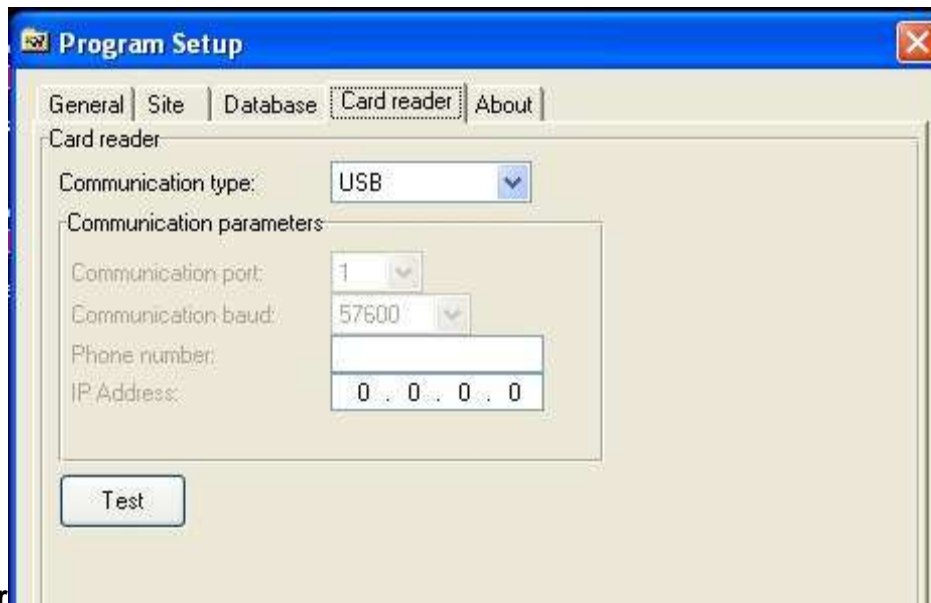 Program Setup
General Site Database Card reader About
Card reader
Communication type: USB
Communication parameters
Communication port: 1
Communication baud: 57600
Phone number:
IP Address: 0 . 0 . 0 . 0
Test